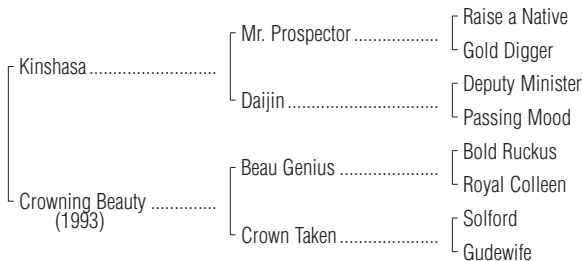 Raise a Native
Mr. Prospector ..................
Gold Digger
Kinshasa ..........................
Deputy Minister
Daijin ................................
Passing Mood
Bold Ruckus
Beau Genius .....................
Royal Colleen
Crowning Beauty .............
(1993)
Solford
Crown Taken .....................
Gudewife